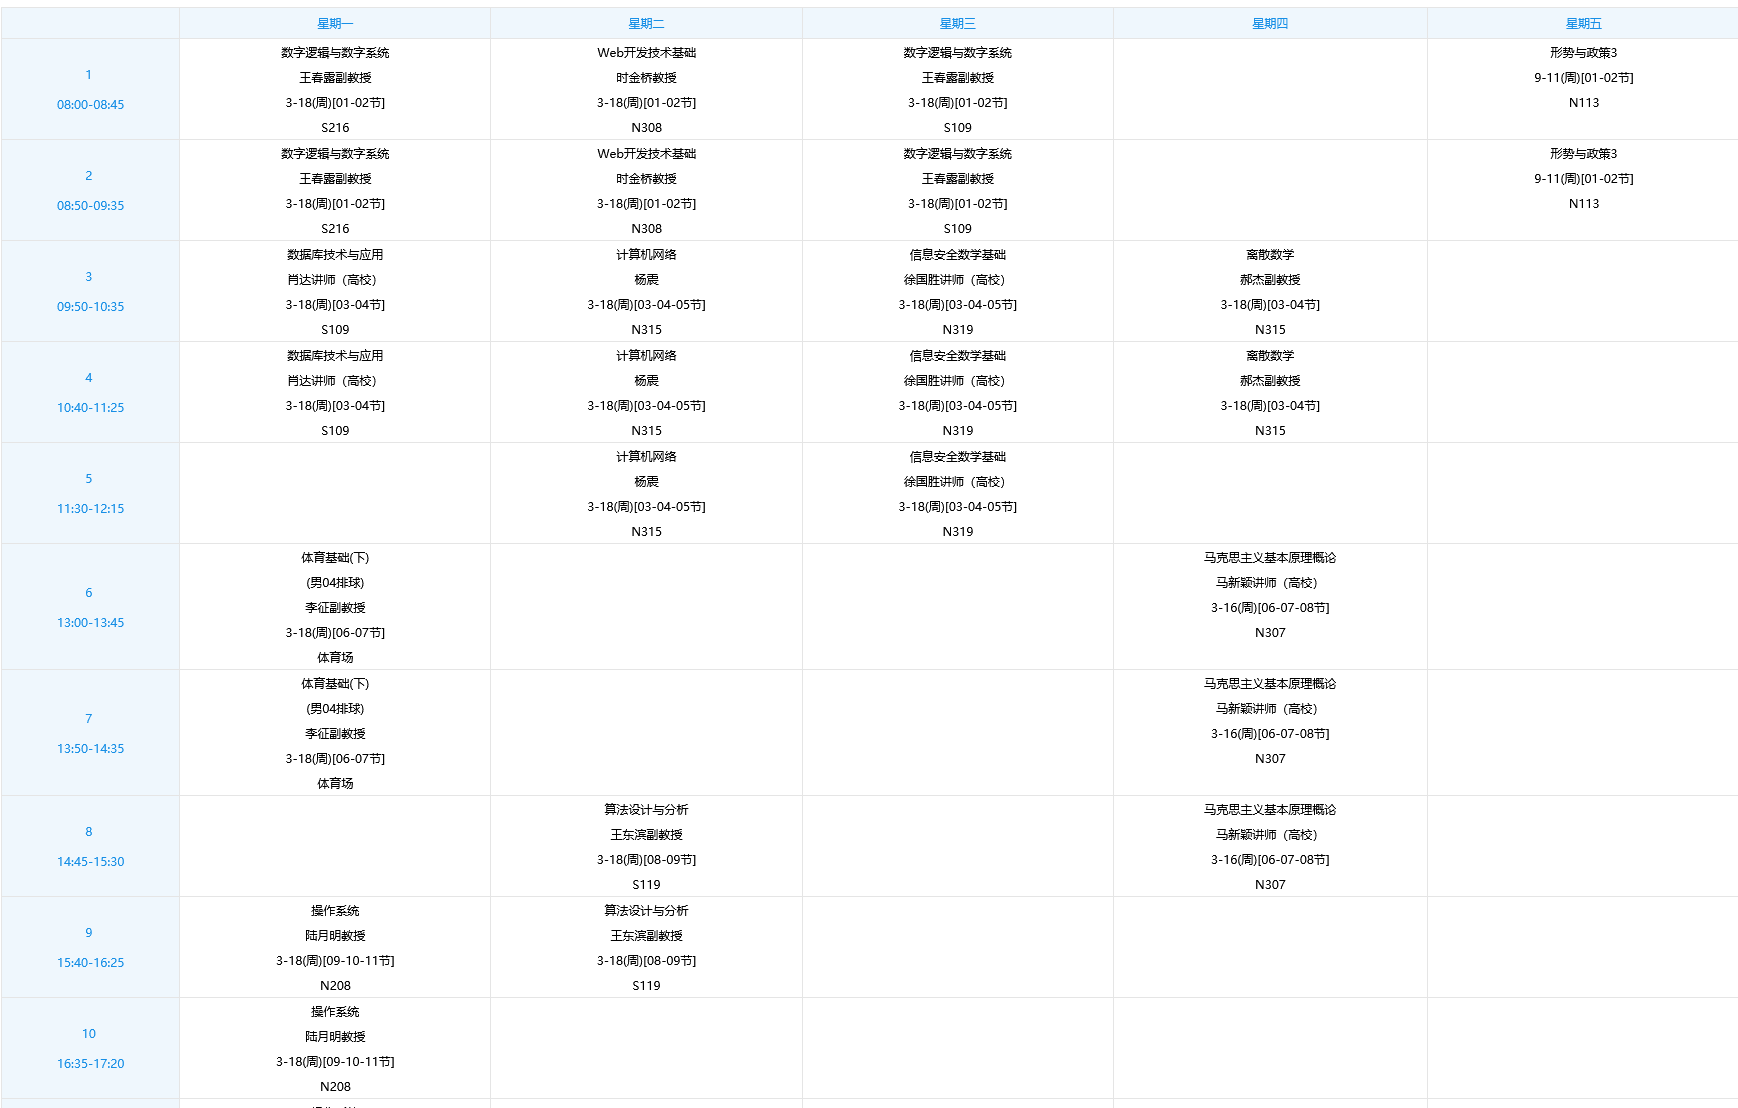 星期一
星期二
星期三
星期四
星期五
1
08:00-08:45
数字逻辑与数字系统
王春露副教授
3-18(周)[01-02节]
S216
Web开发技术基础
时金桥教授
3-18(周)[01-02节]
N308
数字逻辑与数字系统
王春露副教授
3-18(周)[01-02节]
S109
形势与政策3
9-11(周)[01-02节]
N113
2
08:50-09:35
数字逻辑与数字系统
王春露副教授
3-18(周)[01-02节]
S216
Web开发技术基础
时金桥教授
3-18(周)[01-02节]
N308
数字逻辑与数字系统
王春露副教授
3-18(周)[01-02节]
S109
形势与政策3
9-11(周)[01-02节]
N113
3
09:50-10:35
数据库技术与应用
肖达讲师（高校）
3-18(周)[03-04节]
S109
计算机网络
杨震
3-18(周)[03-04-05节]
N315
信息安全数学基础
徐国胜讲师（高校）
3-18(周)[03-04-05节]
N319
离散数学
郝杰副教授
3-18(周)[03-04节]
N315
4
10:40-11:25
数据库技术与应用
肖达讲师（高校）
3-18(周)[03-04节]
S109
计算机网络
杨震
3-18(周)[03-04-05节]
N315
信息安全数学基础
徐国胜讲师（高校）
3-18(周)[03-04-05节]
N319
离散数学
郝杰副教授
3-18(周)[03-04节]
N315
5
11:30-12:15
计算机网络
杨震
3-18(周)[03-04-05节]
N315
信息安全数学基础
徐国胜讲师（高校）
3-18(周)[03-04-05节]
N319
6
13:00-13:45
体育基础(下)
(男04排球)
李征副教授
3-18(周)[06-07节]
体育场
马克思主义基本原理概论
马新颖讲师（高校）
3-16(周)[06-07-08节]
N307
7
13:50-14:35
体育基础(下)
(男04排球)
李征副教授
3-18(周)[06-07节]
体育场
马克思主义基本原理概论
马新颖讲师（高校）
3-16(周)[06-07-08节]
N307
8
14:45-15:30
算法设计与分析
王东滨副教授
3-18(周)[08-09节]
S119
马克思主义基本原理概论
马新颖讲师（高校）
3-16(周)[06-07-08节]
N307
9
15:40-16:25
操作系统
陆月明教授
3-18(周)[09-10-11节]
N208
算法设计与分析
王东滨副教授
3-18(周)[08-09节]
S119
10
16:35-17:20
操作系统
陆月明教授
3-18(周)[09-10-11节]
N208